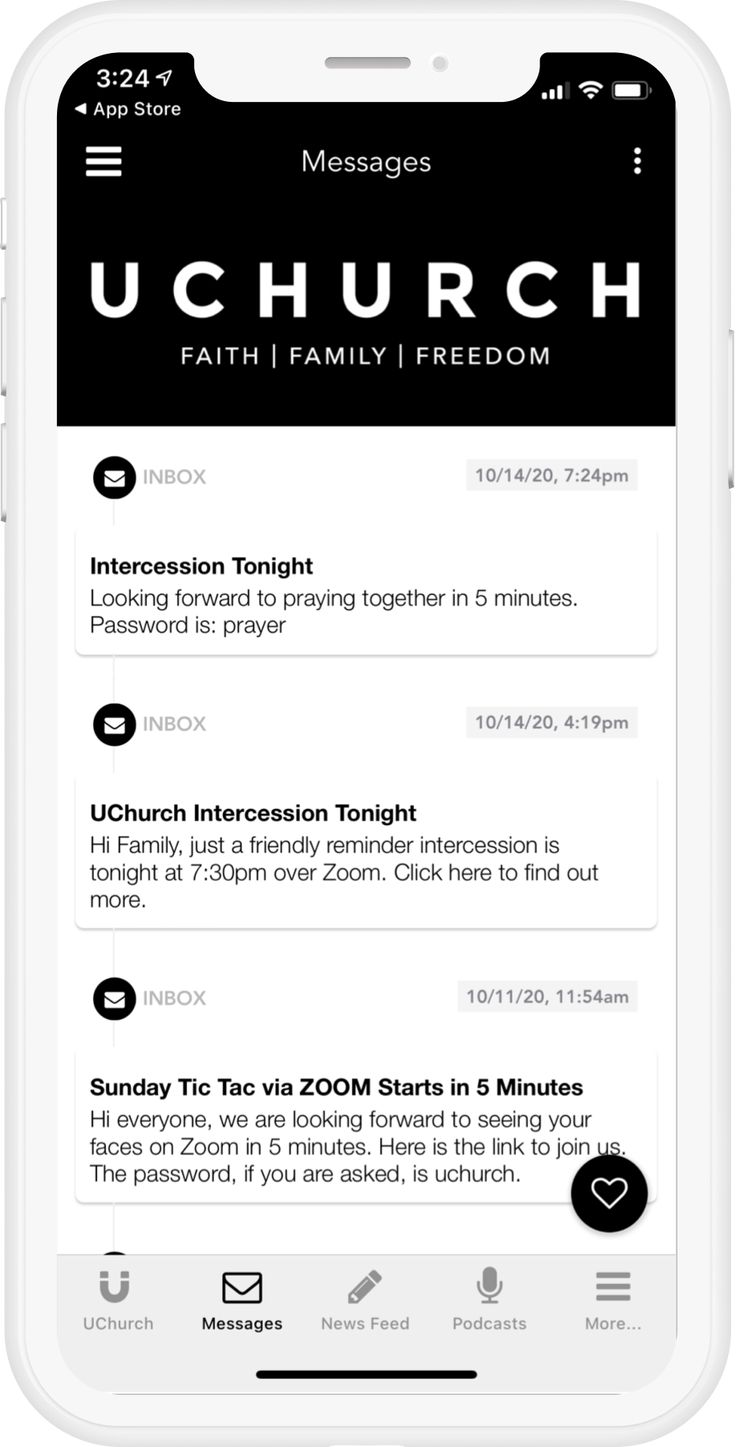 3:24
◀ App Store
Messages
UCHURCH
FAITH | FAMILY | FREEDOM
INBOX
10/14/20, 7:24pm
Intercession Tonight
Looking forward to praying together in 5 minutes.
Password is: prayer
INBOX
10/14/20, 4:19pm
UChurch Intercession Tonight
Hi Family, just a friendly reminder intercession is
tonight at 7:30pm over Zoom. Click here to find out
more.
INBOX
10/11/20, 11:54am
Sunday Tic Tac via ZOOM Starts in 5 Minutes
Hi everyone, we are looking forward to seeing your
faces on Zoom in 5 minutes. Here is the link to join us.
The password, if you are asked, is uchurch.
UChurch
Messages
News Feed
Podcasts
More...